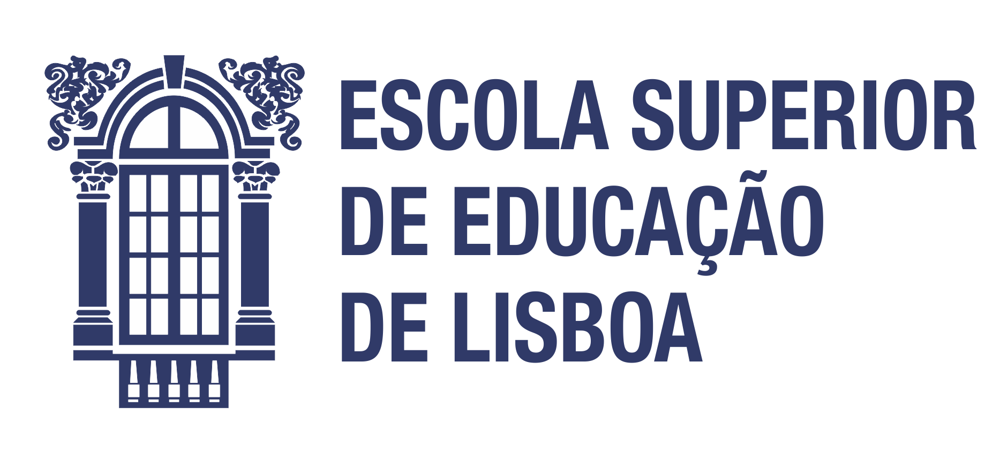 ESCOLA SUPERIOR
DE EDUCAÇÃO
DE LISBOA